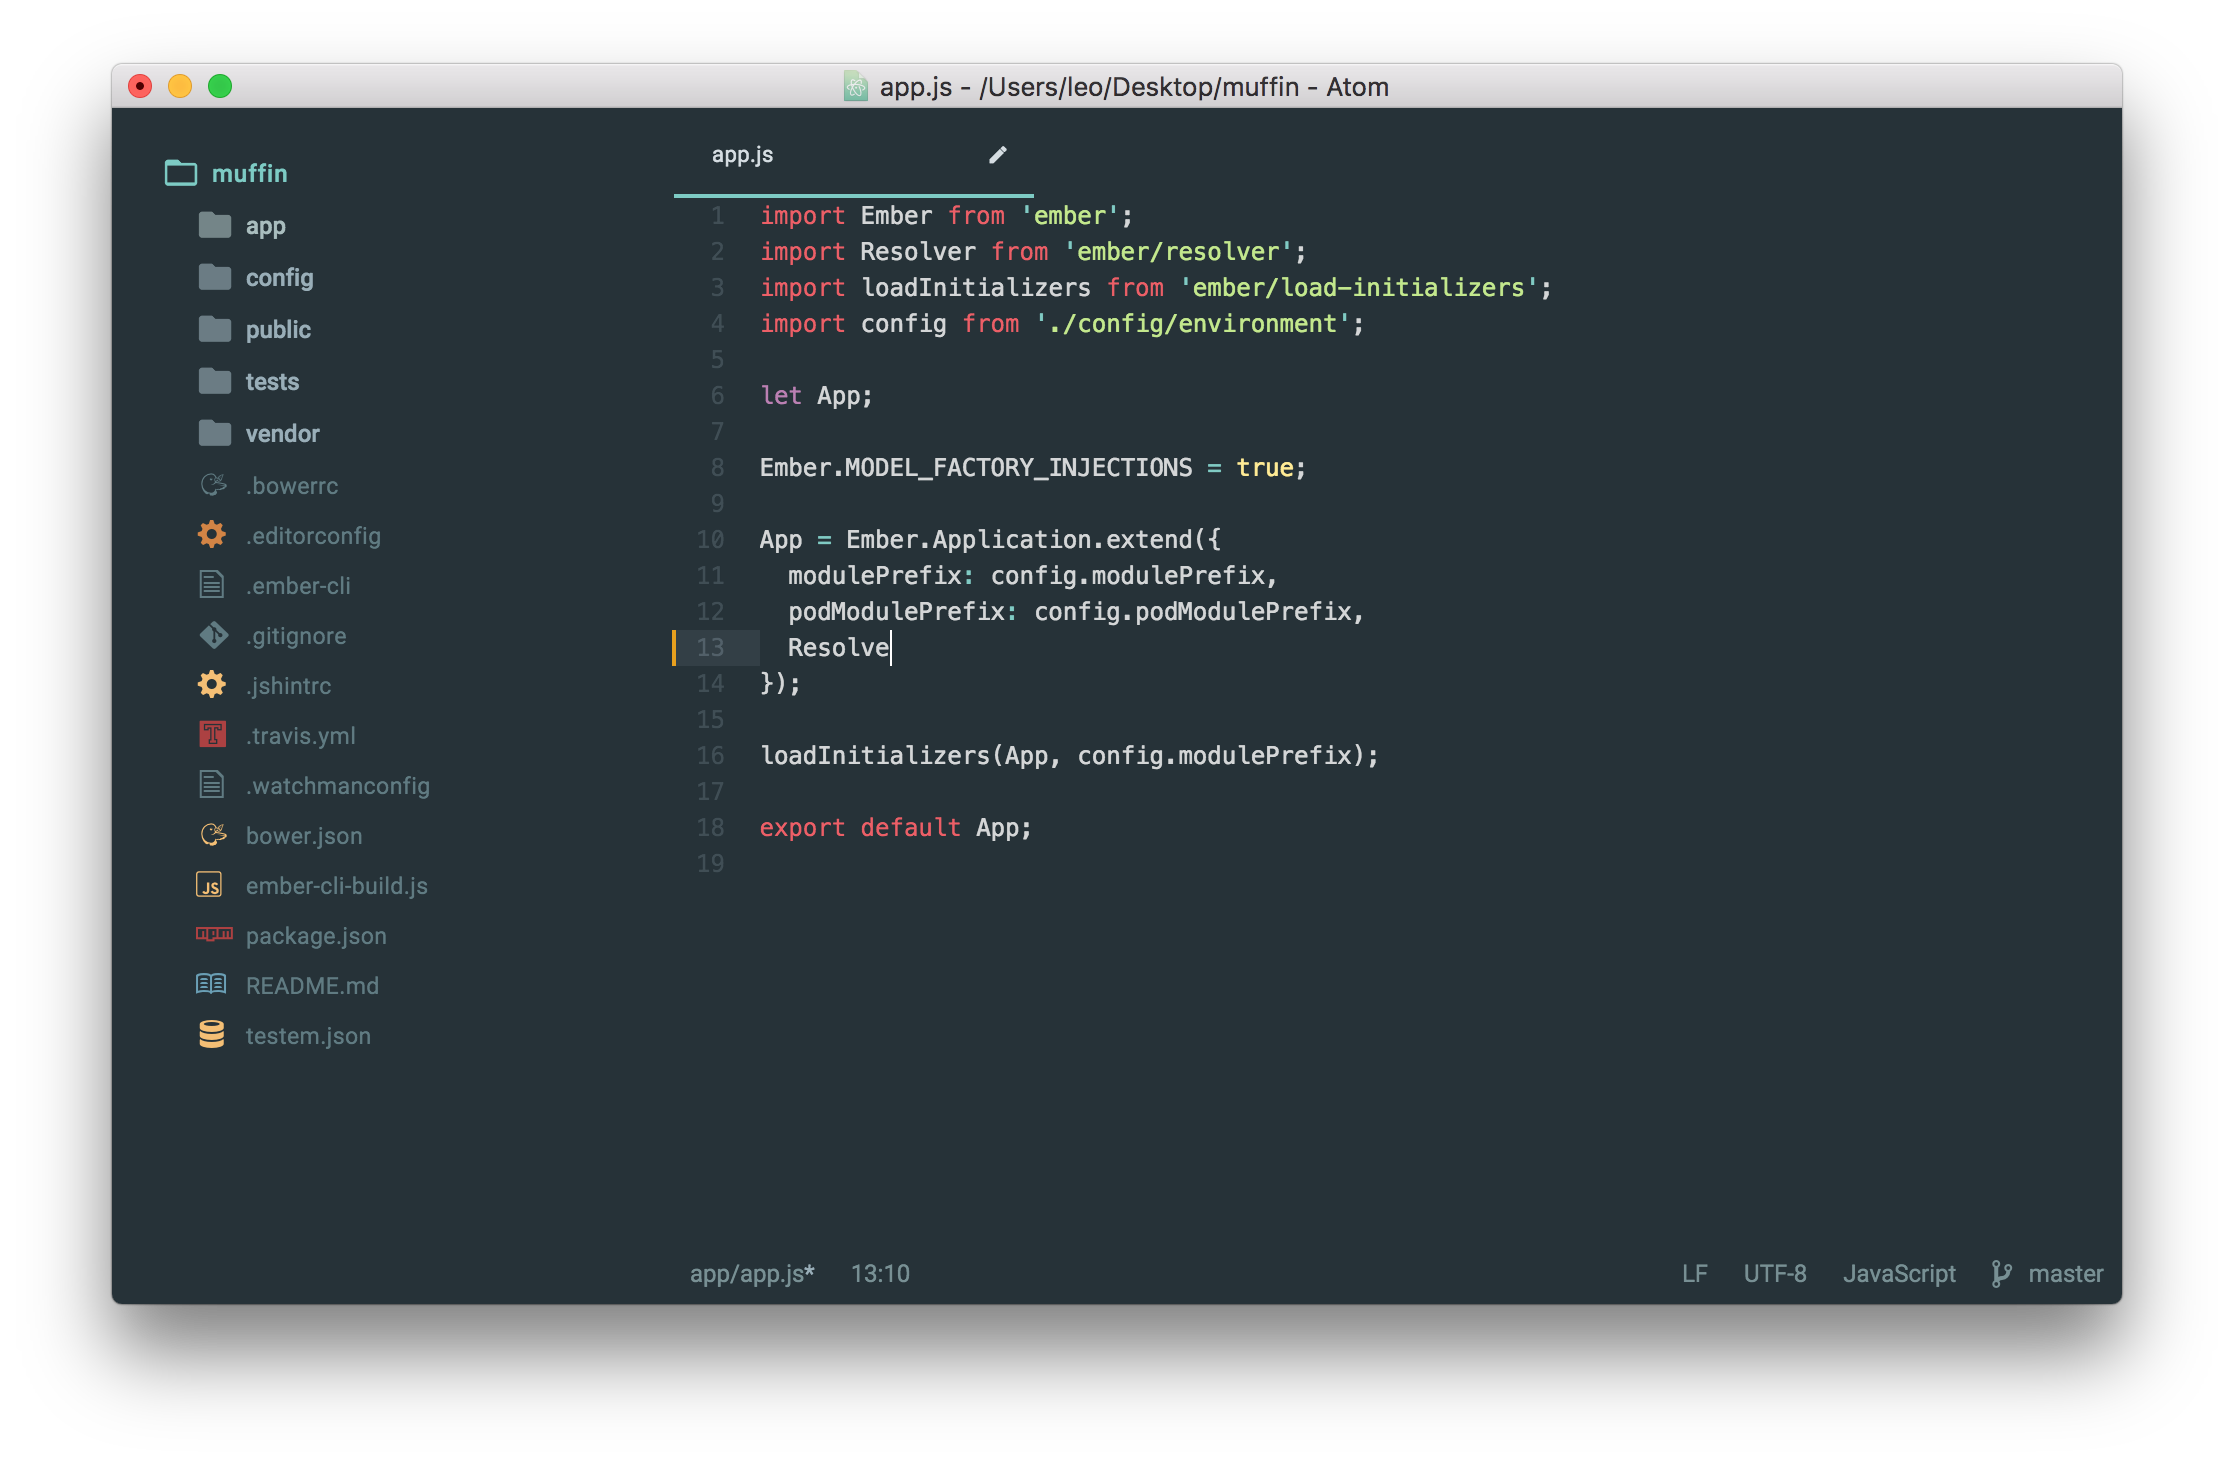 app.js - /Users/leo/Desktop/muffin - Atom
muffin
app
config
public
tests
vendor
.bowerrc
.editorconfig
.ember-cli
.gitignore
.jshintrc
.travis.yml
.watchmanconfig
bower.json
ember-cli-build.js
package.json
README.md
testem.json
app.js
1 import Ember from 'ember';
2 import Resolver from 'ember/resolver';
3 import loadInitializers from 'ember/load-initializers';
4 import config from './config/environment';
5
6 let App;
7
8 Ember.MODEL_FACTORY_INJECTIONS = true;
9
10 App = Ember.Application.extend({
11   modulePrefix: config.modulePrefix,
12   podModulePrefix: config.podModulePrefix,
13   Resolve
14 });
15
16 loadInitializers(App, config.modulePrefix);
17
18 export default App;
19
app/app.js* 13:10 LF UTF-8 JavaScript master